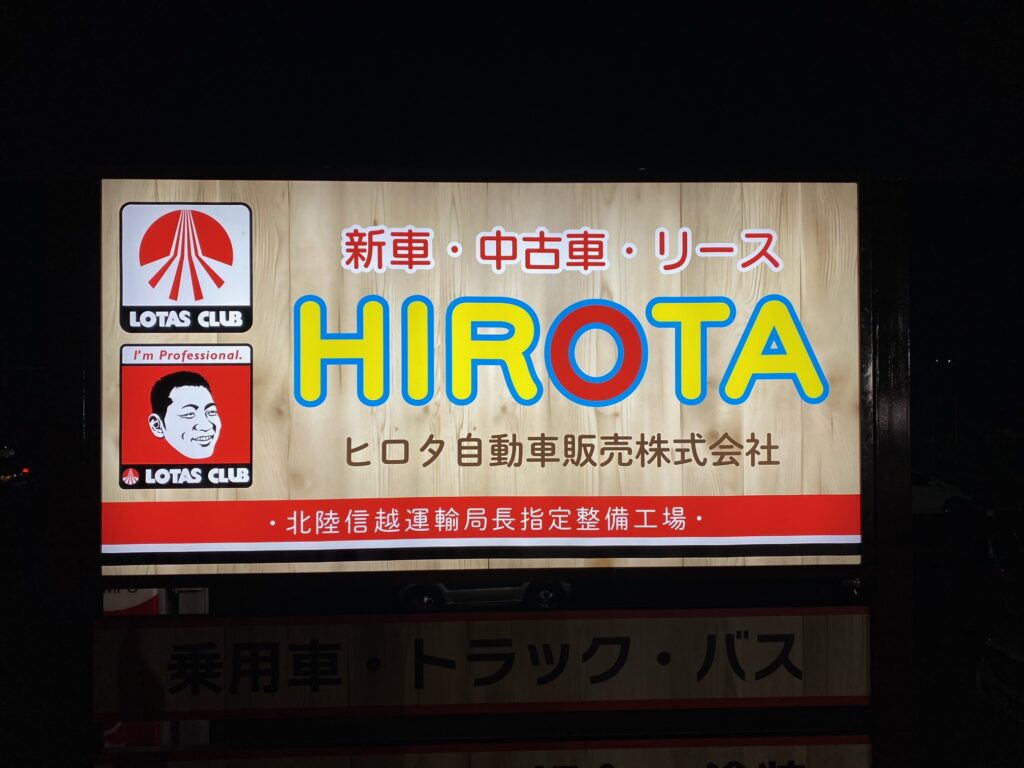 LOTAS CLUB
I'm Professional.
LOTAS CLUB
新車・中古車・リース
HIROTA
ヒロタ自動車販売株式会社
・北陸信越運輸局長指定整備工場・
乗用車・トラック・バス